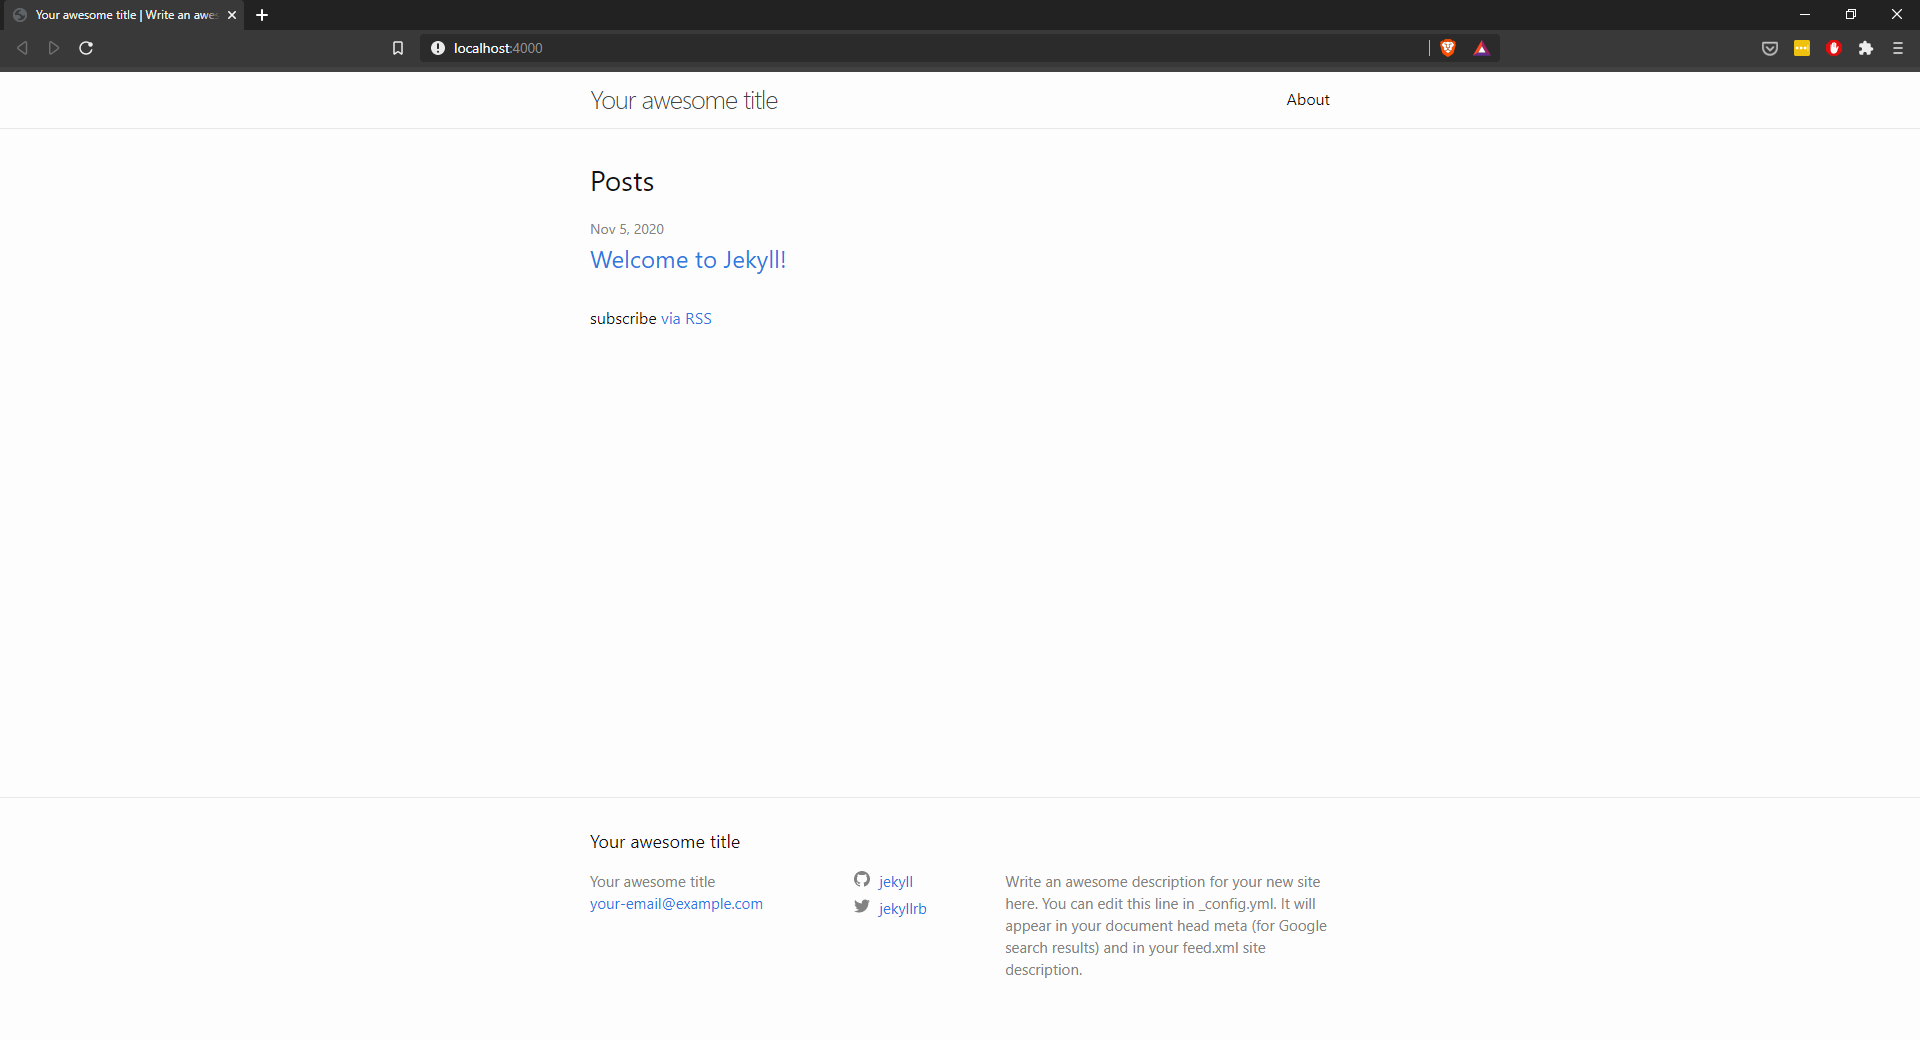 Your awesome title | Write an awes
localhost:4000
Your awesome title
About
Posts
Nov 5, 2020
Welcome to Jekyll!
subscribe via RSS
Your awesome title
Your awesome title
your-email@example.com
jekyll
jekyllrb
Write an awesome description for your new site
here. You can edit this line in _config.yml. It will
appear in your document head meta (for Google
search results) and in your feed.xml site
description.